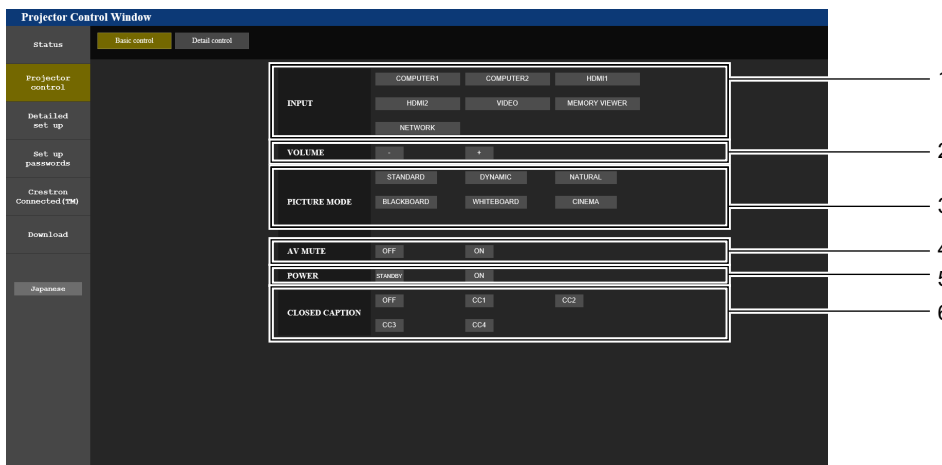 Projector Control Window
Status
Basic control Detail control
Projector
control
Detailed
set up
Set up
passwords
Crestron
Connected(TM)
Download
Japanese
INPUT
COMPUTER1 COMPUTER2 HDMI1
HDMI2 VIDEO MEMORY VIEWER
NETWORK
VOLUME - +
PICTURE MODE
STANDARD DYNAMIC NATURAL
BLACKBOARD WHITEBOARD CINEMA
AV MUTE OFF ON
POWER STANDBY ON
CLOSED CAPTION
OFF CC1 CC2
CC3 CC4
1
2
3
4
5
6